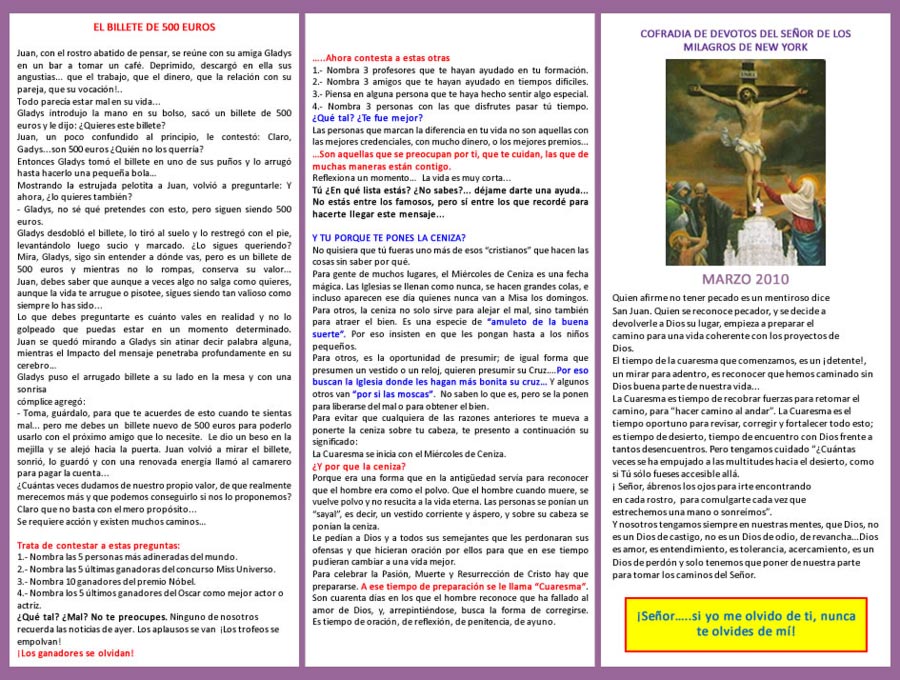 EL BILLETE DE 500 EUROS
Juan, con el rostro abatido de pensar, se reúne con su amiga Gladys
en un bar a tomar un café. Deprimido, descargó en ella sus
angustias... que el trabajo, que el dinero, que la relación con su
pareja, que su vocación!..
Todo parecía estar mal en su vida...
Gladys introdujo la mano en su bolso, sacó un billete de 500
euros y le dijo: ¿Quieres este billete?
Juan, un poco confundido al principio, le contestó: Claro,
Gadys...son 500 euros ¿Quién no los querría?
Entonces Gladys tomó el billete en uno de sus puños y lo arrugó
hasta hacerlo una pequeña bola...
Mostrando la estrujada pelotita a Juan, volvió a preguntarle: Y
ahora, ¿lo quieres también?
- Gladys, no sé qué pretendes con esto, pero siguen siendo 500
euros.
Gladys desdobló el billete, lo tiró al suelo y lo restregó con el pie,
levantándolo luego sucio y marcado. ¿Lo sigues queriendo?
Mira, Gladys, sigo sin entender a dónde vas, pero es un billete de
500 euros y mientras no lo rompas, conserva su valor...
Juan, debes saber que aunque a veces algo no salga como quieres,
aunque la vida te arrugue o pisotee, sigues siendo tan valioso como
siempre lo has sido...
Lo que debes preguntarte es cuánto vales en realidad y no lo
golpeado que puedas estar en un momento determinado.
Juan se quedó mirando a Gladys sin atinar decir palabra alguna,
mientras el Impacto del mensaje penetraba profundamente en su
cerebro...
Gladys puso el arrugado billete a su lado en la mesa y con una
sonrisa
cómplice agregó:
- Toma, guárdalo, para que te acuerdes de esto cuando te sientas
mal... pero me debes un billete nuevo de 500 euros para poderlo
usarlo con el próximo amigo que lo necesite. Le dio un beso en la
mejilla y se alejó hacia la puerta. Juan volvió a mirar el billete,
sonrió, lo guardó y con una renovada energía llamó al camarero
para pagar la cuenta...
¿Cuántas veces dudamos de nuestro propio valor, de que realmente
merecemos más y que podemos conseguirlo si nos lo proponemos?
Claro que no basta con el mero propósito...
Se requiere acción y existen muchos caminos...
Trata de contestar a estas preguntas:
1.- Nombra las 5 personas más adineradas del mundo.
2.- Nombra las 5 últimas ganadoras del concurso Miss Universo.
3.- Nombra 10 ganadores del premio Nóbel.
4.- Nombra los 5 últimos ganadores del Oscar como mejor actor o
actriz.
¿Qué tal? ¿Mal? No te preocupes. Ninguno de nosotros
recuerda las noticias de ayer. Los aplausos se van ¡Los trofeos se
empolvan!
¡Los ganadores se olvidan!
.....Ahora contesta a estas otras
1.- Nombra 3 profesores que te hayan ayudado en tu formación.
2.- Nombra 3 amigos que te hayan ayudado en tiempos difíciles.
3.- Piensa en alguna persona que te haya hecho sentir algo especial.
4.- Nombra 3 personas con las que disfrutes pasar tú tiempo.
¿Qué tal? ¿Te fue mejor?
Las personas que marcan la diferencia en tu vida no son aquellas con
las mejores credenciales, con mucho dinero, o los mejores premios...
...Son aquellas que se preocupan por ti, que te cuidan, las que de
muchas maneras están contigo.
Reflexiona un momento... La vida es muy corta...
Tú ¿En qué lista estás? ¿No sabes?... déjame darte una ayuda...
No estás entre los famosos, pero si entre los que recordé para
hacerte llegar este mensaje...
Y TU PORQUE TE PONES LA CENIZA?
No quisiera que tú fueras uno más de esos "cristianos" que hacen las
cosas sin saber por qué.
Para gente de muchos lugares, el Miércoles de Ceniza es una fecha
mágica. Las Iglesias se llenan como nunca, se hacen grandes colas, e
incluso aparecen ese día quienes nunca van a Misa los domingos.
Para otros, la ceniza no solo sirve para alejar el mal, sino también
para atraer el bien. Es una especie de "amuleto de la buena
suerte". Por eso insisten en que les pongan hasta a los niños
pequeños.
Para otros, es la oportunidad de presumir; de igual forma que
presumen un vestido o un reloj, quieren presumir su Cruz....Por eso
buscan la Iglesia donde les hagan más bonita su cruz... Y algunos
otros van "por si las moscas". No saben lo que es, pero se la ponen
para liberarse del mal o para obtener el bien.
Para evitar que cualquiera de las razones anteriores te mueva a
ponerte la ceniza sobre tu cabeza, te presento a continuación su
significado:
La Cuaresma se inicia con el Miércoles de Ceniza.
¿Y por que la ceniza?
Porque era una forma que en la antigüedad servía para reconocer
que el hombre era como el polvo. Que el hombre cuando muere, se
vuelve polvo y no resucita a la vida eterna. Las personas se ponían un
"sayal", es decir, un vestido corriente y áspero, y sobre su cabeza se
ponían la ceniza.
Le pedían a Dios y a todos sus semejantes que les perdonaran sus
ofensas y que hicieran oración por ellos para que en ese tiempo
pudieran cambiar a una vida mejor.
Para celebrar la Pasión, Muerte y Resurrección de Cristo hay que
prepararse. A ese tiempo de preparación se le llama "Cuaresma".
Son cuarenta días en los que el hombre reconoce que ha fallado al
amor de Dios, y, arrepintiéndose, busca la forma de corregirse.
Es tiempo de oración, de reflexión, de penitencia, de ayuno.
COFRADIA DE DEVOTOS DEL SEÑOR DE LOS
MILAGROS DE NEW YORK
MARZO 2010
Quien afirme no tener pecado es un mentiroso dice
San Juan. Quien se reconoce pecador, y se decide a
devolverle a Dios su lugar, empieza a preparar el
camino para una vida coherente con los proyectos de
Dios.
El tiempo de la cuaresma que comenzamos, es un ¡detente!,
un mirar para adentro, es reconocer que hemos caminado sin
Dios buena parte de nuestra vida...
La Cuaresma es tiempo de recobrar fuerzas para retomar el
camino, para "hacer camino al andar". La Cuaresma es el
tiempo oportuno para revisar, corregir y fortalecer todo esto;
es tiempo de desierto, tiempo de encuentro con Dios frente a
tantos desencuentros. Pero tengamos cuidado "¿Cuántas
veces se ha empujado a las multitudes hacia el desierto, como
si Tú sólo fueses accesible allá.
¡ Señor, ábrenos los ojos para irte encontrando
en cada rostro, para comulgarte cada vez que
estrechemos una mano o sonreímos".
Y nosotros tengamos siempre en nuestras mentes, que Dios, no
es un Dios de castigo, no es un Dios de odio, de revancha...Dios
es amor, es entendimiento, es tolerancia, acercamiento, es un
Dios de perdón y solo tenemos que poner de nuestra parte
para tomar los caminos del Señor.
¡Señor.....si yo me olvido de ti, nunca
te olvides de mí!